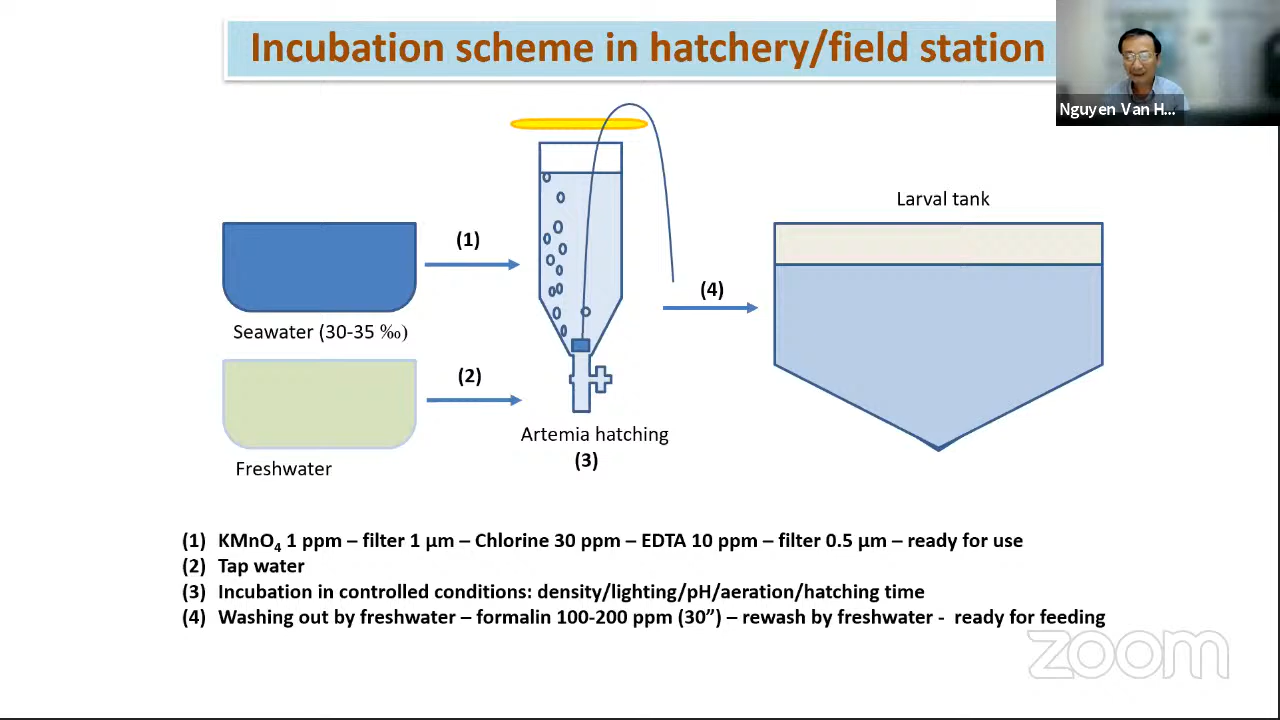 Incubation scheme in hatchery/field station
Nguyen Van H...
Larval tank
(1)
(4)
Seawater (30-35 ‰)
(2)
Artemia hatching
(3)
Freshwater
(1) KMnO4 1 ppm – filter 1 μm – Chlorine 30 ppm – EDTA 10 ppm – filter 0.5 μm – ready for use
(2) Tap water
(3) Incubation in controlled conditions: density/lighting/pH/aeration/hatching time
(4) Washing out by freshwater – formalin 100-200 ppm (30”) – rewash by freshwater - ready for feeding
zoom